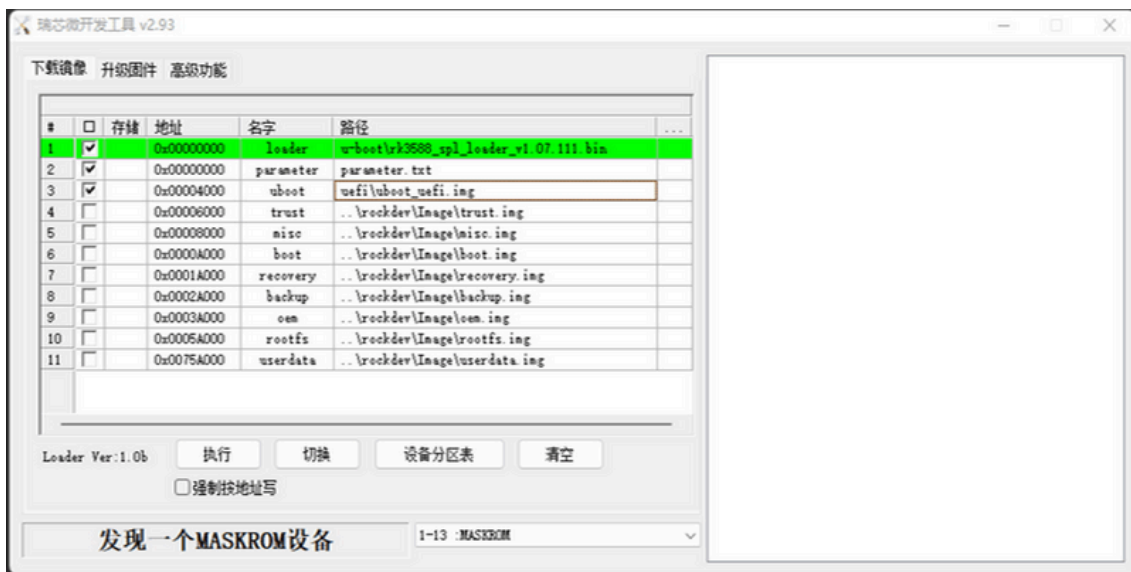 瑞芯微开发工具 v2.93
下载镜像 升级固件 高级功能
# 存储 地址 名字 路径 ...
1 0x00000000 loader u-boot\rk3588_spl_loader_v1.07.111.bin
2 0x00000000 parameter parameter.txt
3 0x00004000 uboot uefi\uboot_uefi.img
4 0x00006000 trust ..\rockdev\Image\trust.img
5 0x00008000 misc ..\rockdev\Image\misc.img
6 0x0000A000 boot ..\rockdev\Image\boot.img
7 0x0001A000 recovery ..\rockdev\Image\recovery.img
8 0x0002A000 backup ..\rockdev\Image\backup.img
9 0x0003A000 oem ..\rockdev\Image\oem.img
10 0x0005A000 rootfs ..\rockdev\Image\rootfs.img
11 0x0075A000 userdata ..\rockdev\Image\userdata.img
Loader Ver:1.0b 执行 切换 设备分区表 清空
强制按地址写
发现一个MASKROM设备 1-13 :MASKROM